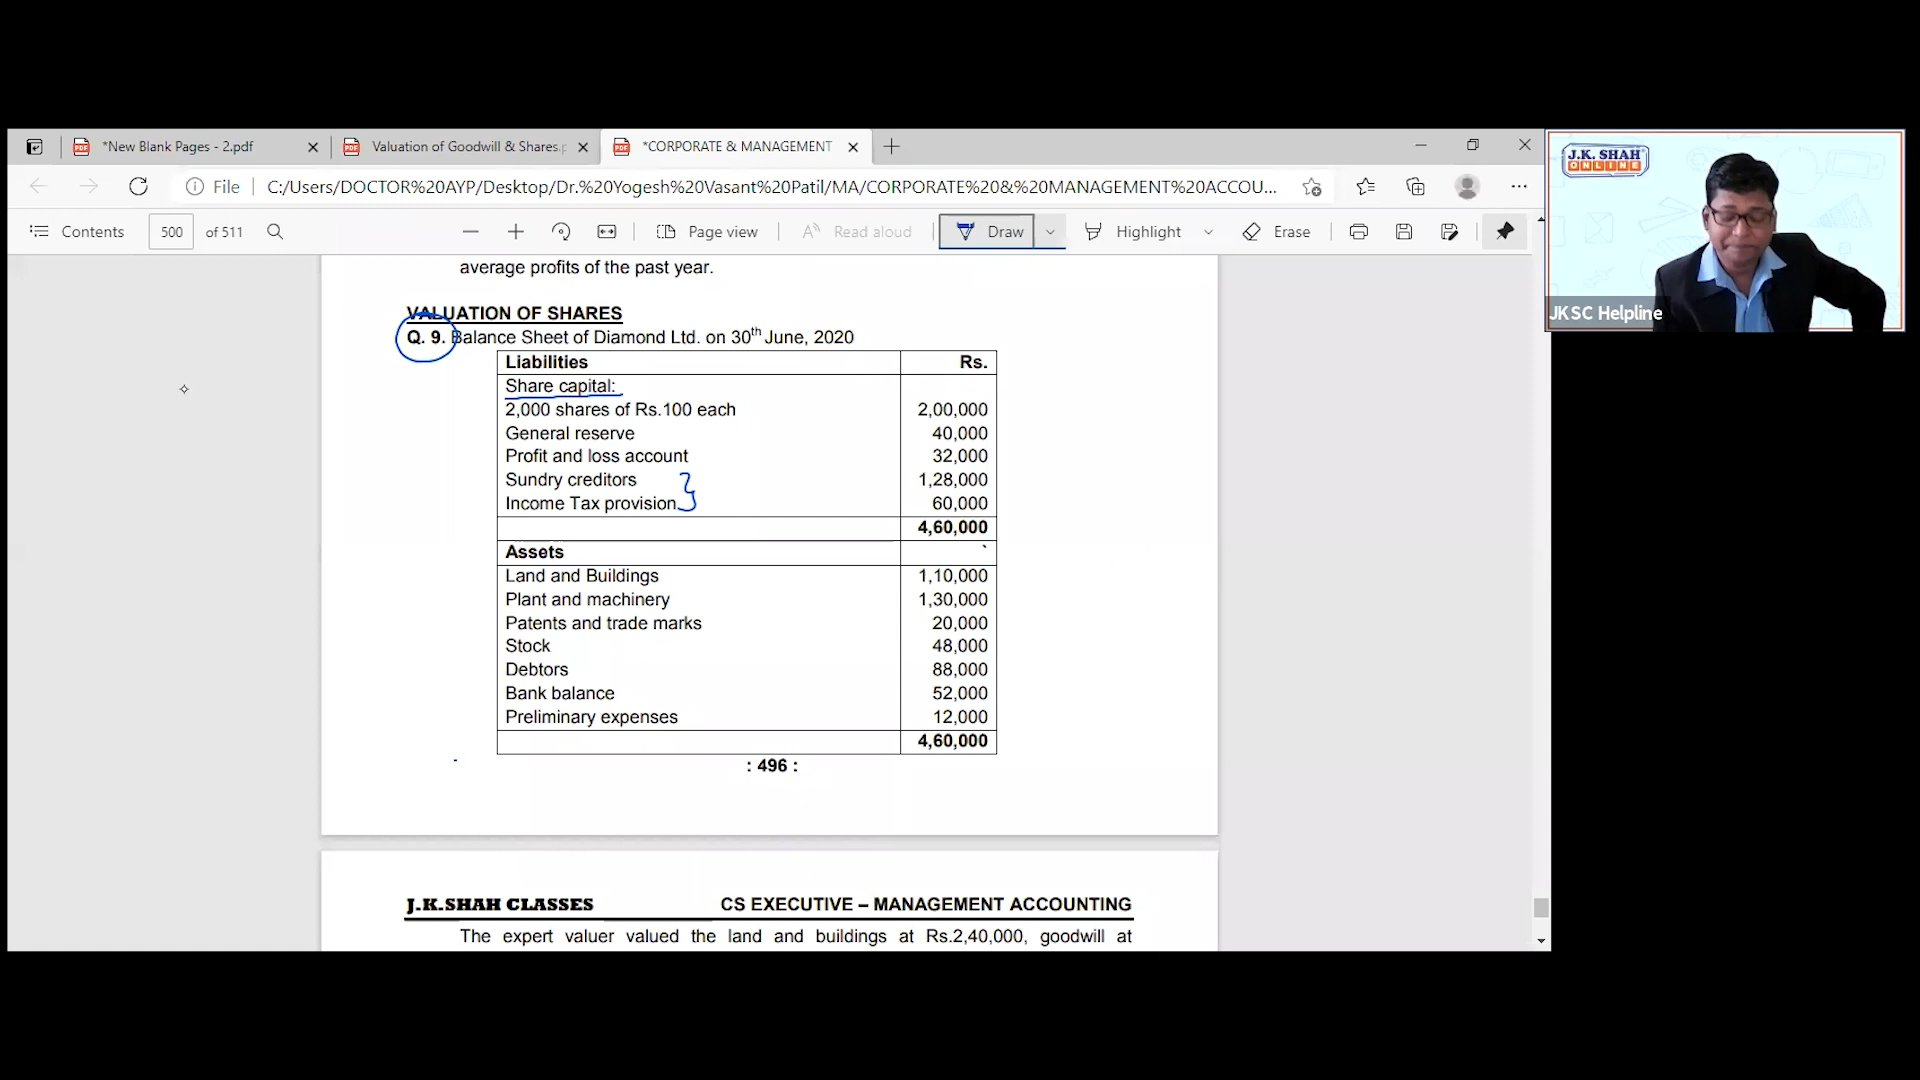 *New Blank Pages - 2.pdf
Valuation of Goodwill & Shares.p
*CORPORATE & MANAGEMENT
File
C:/Users/DOCTOR%20AYP/Desktop/Dr.%20Yogesh%20Vasant%20Patil/MA/CORPORATE%20&%20MANAGEMENT%20ACCOU...
Contents 500 of 511
Page view
Read aloud
Draw
Highlight
Erase
J.K. SHAH
ONLINE
JKSC Helpline
average profits of the past year.
VALUATION OF SHARES
Q. 9. Balance Sheet of Diamond Ltd. on 30th June, 2020
Liabilities Rs.
Share capital:
2,000 shares of Rs.100 each 2,00,000
General reserve 40,000
Profit and loss account 32,000
Sundry creditors 1,28,000
Income Tax provision 60,000
4,60,000
Assets `
Land and Buildings 1,10,000
Plant and machinery 1,30,000
Patents and trade marks 20,000
Stock 48,000
Debtors 88,000
Bank balance 52,000
Preliminary expenses 12,000
4,60,000
: 496 :
J.K.SHAH CLASSES CS EXECUTIVE – MANAGEMENT ACCOUNTING
The expert valuer valued the land and buildings at Rs.2,40,000, goodwill at